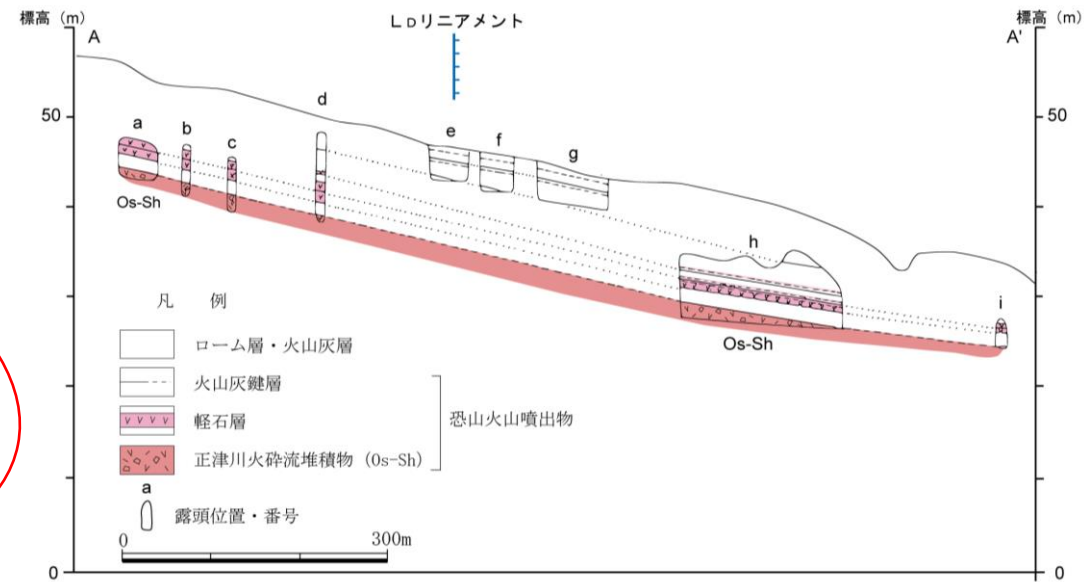 標高 (m)
LDリニアメント
標高 (m)
A
A'
50
50
a
b
c
d
e
f
g
h
i
Os-Sh
Os-Sh
凡 例
ローム層・火山灰層
火山灰鍵層
軽石層
恐山火山噴出物
正津川火砕流堆積物 (Os-Sh)
a
露頭位置・番号
0
300m
0
0